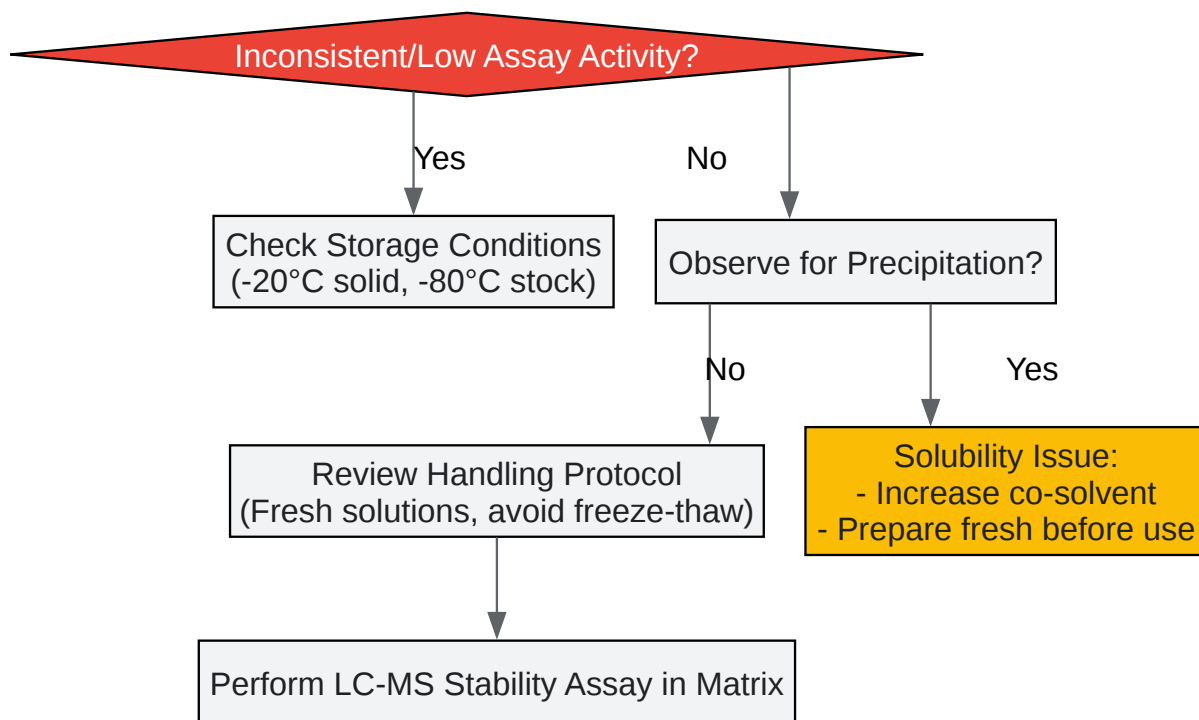 Inconsistent/Low Assay Activity?
Yes
No
Check Storage Conditions
(-20°C solid, -80°C stock)
Observe for Precipitation?
No
Yes
Review Handling Protocol
(Fresh solutions, avoid freeze-thaw)
Solubility Issue:
- Increase co-solvent
- Prepare fresh before use
Perform LC-MS Stability Assay in Matrix